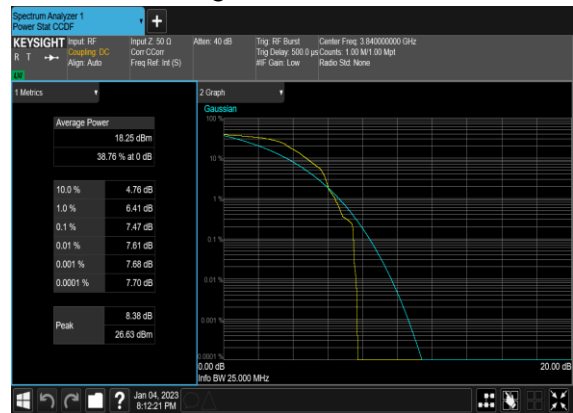 Spectrum Analyzer 1
Power Stat CCDF
KEYSIGHT
R T
LW
Input: RF
Coupling: DC
Align: Auto
Input Z: 50 Ω
Corr CCorr
Freq Ref: Int (S)
Atten: 40 dB
Trig: RF Burst
Trig Delay: 500.0 µs
#IF Gain: Low
Center Freq: 3.840000000 GHz
Counts: 1.00 M/1.00 Mpt
Radio Std: None
1 Metrics
Average Power
18.25 dBm
38.76 % at 0 dB
10.0 % 4.76 dB
1.0 % 6.41 dB
0.1 % 7.47 dB
0.01 % 7.61 dB
0.001 % 7.68 dB
0.0001 % 7.70 dB
Peak
8.38 dB
26.63 dBm
2 Graph
Gaussian
100 %
10 %
1 %
0.1 %
0.01 %
0.001 %
0.0001 %
0.00 dB 20.00 dB
Info BW 25.000 MHz
?
Jan 04, 2023
8:12:21 PM